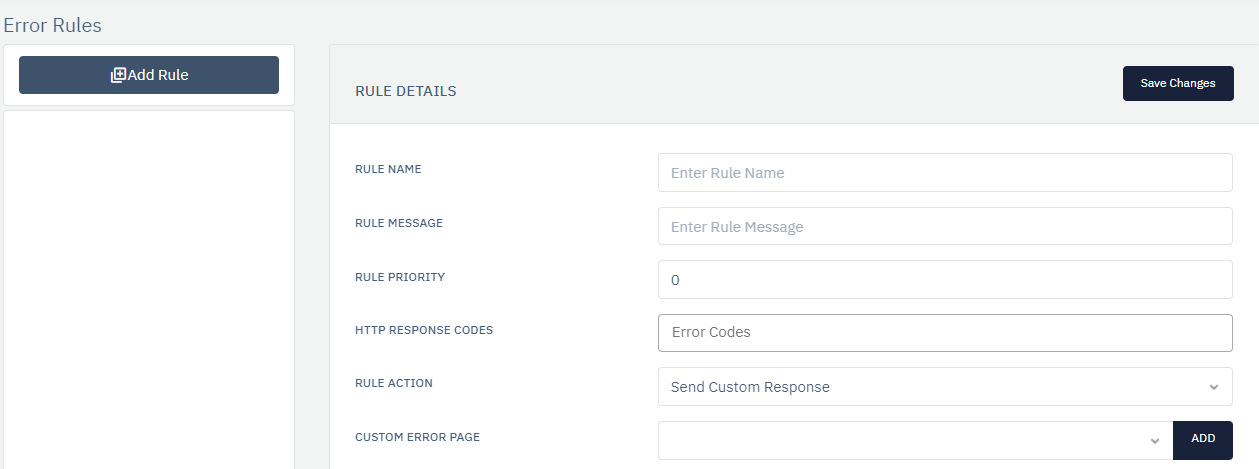 Error Rules
Add Rule
RULE DETAILS
Save Changes
RULE NAME
Enter Rule Name
RULE MESSAGE
Enter Rule Message
RULE PRIORITY
0
HTTP RESPONSE CODES
Error Codes
RULE ACTION
Send Custom Response
CUSTOM ERROR PAGE
ADD